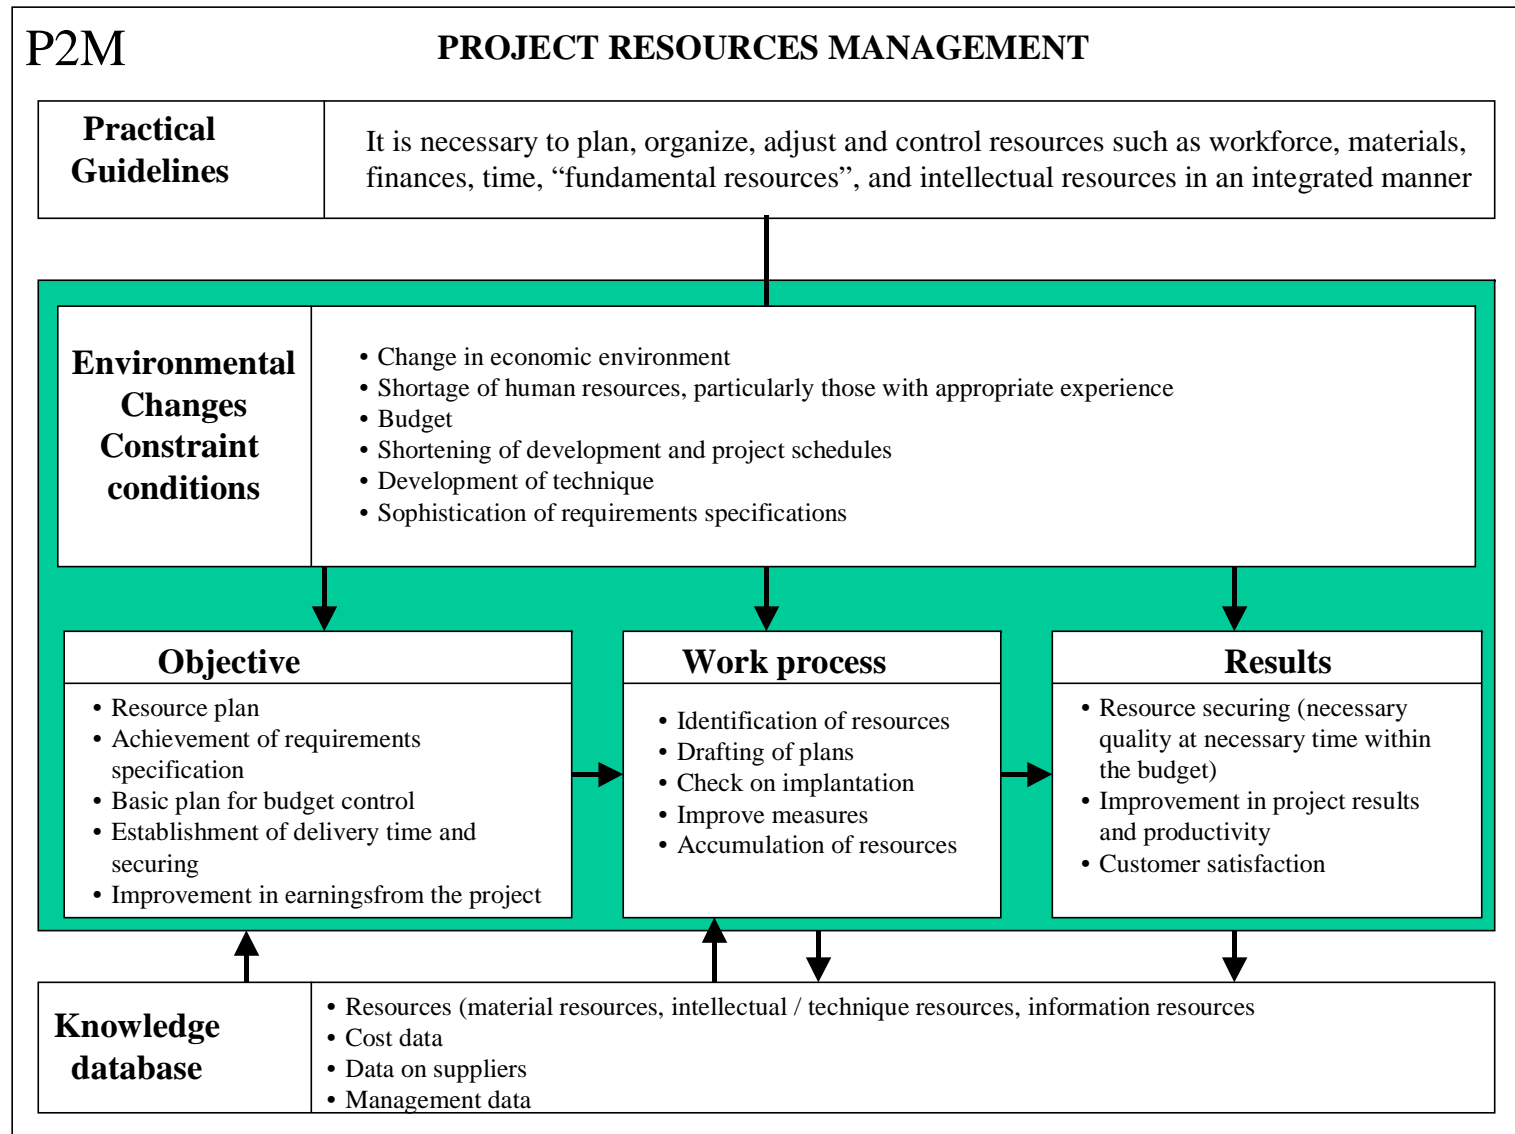 P2M
PROJECT RESOURCES MANAGEMENT
Practical
Guidelines
It is necessary to plan, organize, adjust and control resources such as workforce, materials,
finances, time, “fundamental resources”, and intellectual resources in an integrated manner
Environmental
Changes
Constraint
conditions
• Change in economic environment
• Shortage of human resources, particularly those with appropriate experience
• Budget
• Shortening of development and project schedules
• Development of technique
• Sophistication of requirements specifications
Objective
• Resource plan
• Achievement of requirements
specification
• Basic plan for budget control
• Establishment of delivery time and
securing
• Improvement in earningsfrom the project
Work process
• Identification of resources
• Drafting of plans
• Check on implantation
• Improve measures
• Accumulation of resources
Results
• Resource securing (necessary
quality at necessary time within
the budget)
• Improvement in project results
and productivity
• Customer satisfaction
Knowledge
database
• Resources (material resources, intellectual / technique resources, information resources
• Cost data
• Data on suppliers
• Management data